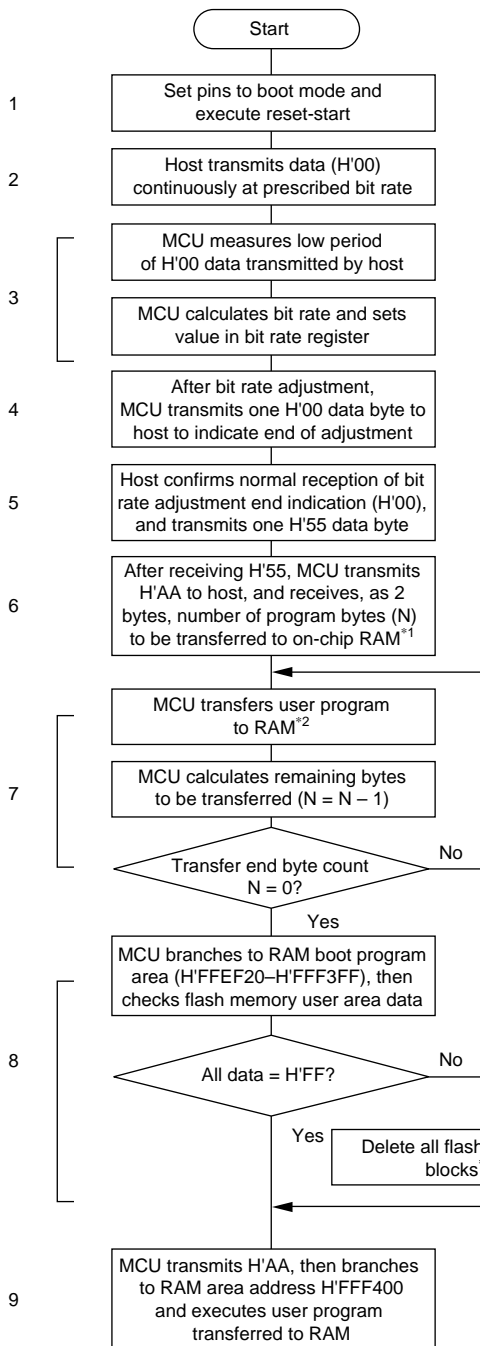 Start
1
Set pins to boot mode and
execute reset-start
2
Host transmits data (H'00)
continuously at prescribed bit rate
3
MCU measures low period
of H'00 data transmitted by host
MCU calculates bit rate and sets
value in bit rate register
4
After bit rate adjustment,
MCU transmits one H'00 data byte to
host to indicate end of adjustment
5
Host confirms normal reception of bit
rate adjustment end indication (H'00),
and transmits one H'55 data byte
6
After receiving H'55, MCU transmits
H'AA to host, and receives, as 2
bytes, number of program bytes (N)
to be transferred to on-chip RAM*1
7
MCU transfers user program
to RAM*2
MCU calculates remaining bytes
to be transferred (N = N – 1)
Transfer end byte count
N = 0?
No
Yes
8
MCU branches to RAM boot program
area (H'FFEF20–H'FFF3FF), then
checks flash memory user area data
All data = H'FF?
No
Yes
Delete all flash
blocks
9
MCU transmits H'AA, then branches
to RAM area address H'FFF400
and executes user program
transferred to RAM